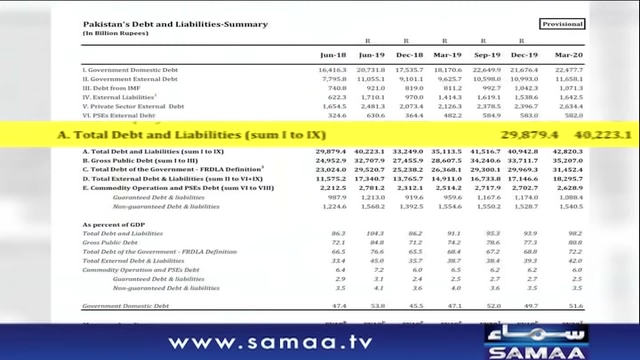 Pakistan's Debt and Liabilities-Summary
Provisional
(In Billion Rupees)
R R R R R
Jun-18 Jun-19 Dec-18 Mar-19 Sep-19 Dec-19 Mar-20
I. Government Domestic Debt 16,416.3 20,731.8 17,535.7 18,170.6 22,649.9 21,676.4 22,477.7
II. Government External Debt 7,795.8 11,055.1 9,101.1 9,625.7 10,598.0 10,993.0 11,658.1
III. Debt from IMF 740.8 921.0 819.0 811.2 992.7 1,042.3 1,071.3
IV. External Liabilities 622.3 1,710.1 970.0 1,414.3 1,619.1 1,538.6 1,642.5
V. Private Sector External Debt 1,654.5 2,481.3 2,073.4 2,126.3 2,378.5 2,397.6 2,634.4
VI. PSEs External Debt 324.6 630.6 364.4 482.2 584.9 583.0 582.0
A. Total Debt and Liabilities (sum I to IX) 29,879.4 40,223.1
A. Total Debt and Liabilities (sum I to IX) 29,879.4 40,223.1 33,249.0 35,113.5 41,516.7 40,942.8 42,820.3
B. Gross Public Debt (sum I to III) 24,952.9 32,707.9 27,455.9 28,607.5 34,240.6 33,711.7 35,207.0
C. Total Debt of the Government - FRDLA Definition 23,024.0 29,520.7 25,238.2 26,368.1 29,300.1 29,969.3 31,452.4
D. Total External Debt & Liabilities (sum II to VI+IX) 11,575.2 17,340.7 13,765.7 14,911.0 16,733.8 17,146.6 18,295.7
E. Commodity Operation and PSEs Debt (sum VI to VIII) 2,212.5 2,781.2 2,312.1 2,514.2 2,717.9 2,702.7 2,628.9
Guaranteed Debt & liabilities 987.9 1,213.0 919.6 959.6 1,167.0 1,174.0 1,088.4
Non-guaranteed Debt & liabilities 1,224.6 1,568.2 1,392.5 1,554.6 1,550.2 1,528.7 1,540.5
As percent of GDP
Total Debt and Liabilities 86.3 104.3 86.2 91.1 95.3 93.9 98.2
Gross Public Debt 72.1 84.8 71.2 74.2 78.6 77.3 80.8
Total Debt of the Government - FRDLA Definition 66.5 76.6 65.5 68.4 67.2 68.8 72.2
Total External Debt & Liabilities 33.4 45.0 35.7 38.7 38.4 39.3 42.0
Commodity Operation and PSEs Debt 6.4 7.2 6.0 6.5 6.2 6.2 6.0
Guaranteed Debt & liabilities 2.9 3.1 2.4 2.5 2.7 2.7 2.5
Non-guaranteed Debt & liabilities 3.5 4.1 3.6 4.0 3.6 3.5 3.5
Government Domestic Debt 47.4 53.8 45.5 47.1 52.0 49.7 51.6
www.samaa.tv
سماء
SAMAA